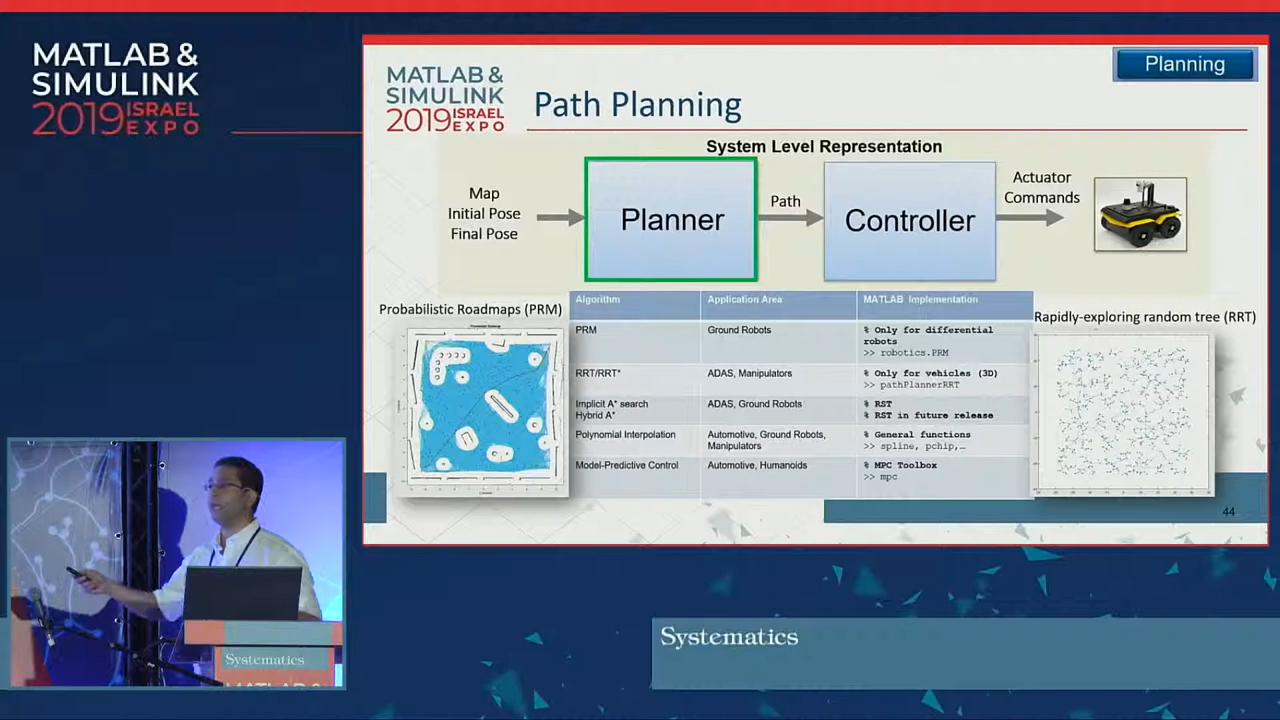 MATLAB &
SIMULINK
2019 ISRAEL EXPO
MATLAB &
SIMULINK
2019 ISRAEL EXPO
Path Planning
Planning
System Level Representation
Map
Initial Pose
Final Pose
Planner
Path
Controller
Actuator
Commands
Probabilistic Roadmaps (PRM)
Algorithm Application Area MATLAB Implementation
PRM Ground Robots % Only for differential
robots
>> robotics.PRM
RRT/RRT* ADAS, Manipulators % Only for vehicles (3D)
>> pathPlannerRRT
Implicit A* search ADAS, Ground Robots % RST
Hybrid A* % RST in future release
Polynomial Interpolation Automotive, Ground Robots, % General functions
Manipulators >> spline, pchip,…
Model-Predictive Control Automotive, Humanoids % MPC Toolbox
>> mpc
Rapidly-exploring random tree (RRT)
44
Systematics
Systematics
MATLAB &